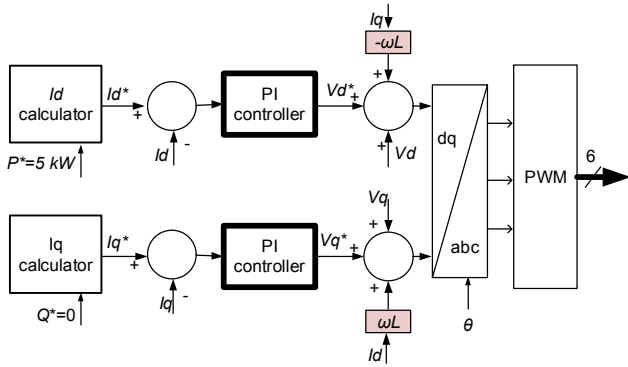 Iq
-ωL
Id
calculator
Id*
+
-
Id
P*=5 kW
PI
controller
Vd*
+
+
+
Vd
dq
abc
θ
PWM
6
Iq
calculator
Iq*
+
-
Iq
Q*=0
PI
controller
Vq*
+
Vq
+
+
ωL
Id